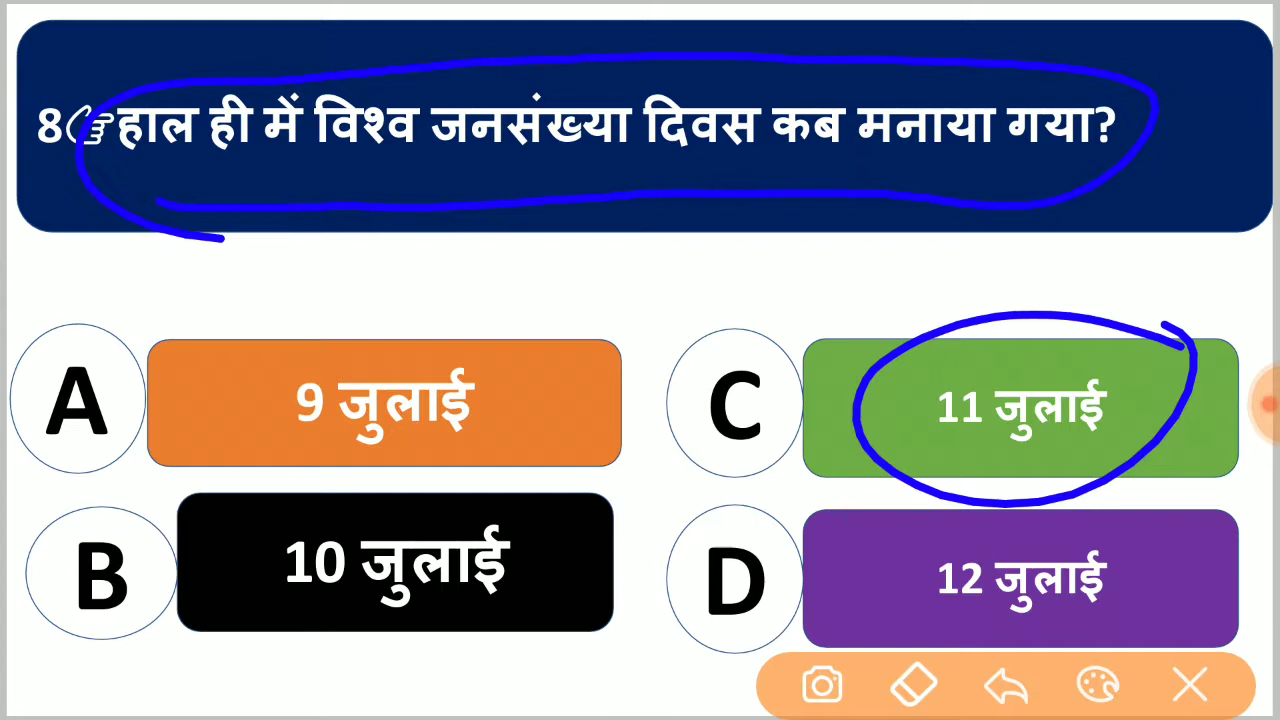 8👉हाल ही में विश्व जनसंख्या दिवस कब मनाया गया?
A 9 जुलाई
C 11 जुलाई
B 10 जुलाई
D 12 जुलाई